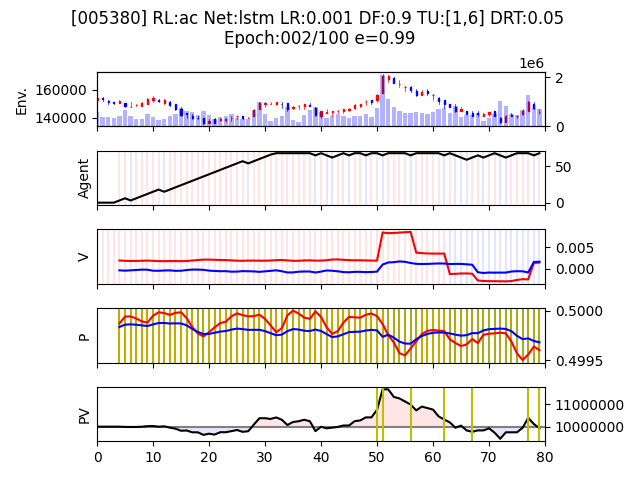 [005380] RL:ac Net:lstm LR:0.001 DF:0.9 TU:[1,6] DRT:0.05
Epoch:002/100 e=0.99
1e6
Env.
160000
140000
2
0
Agent
50
0
V
0.005
0.000
P
0.5000
0.4995
PV
11000000
10000000
0 10 20 30 40 50 60 70 80